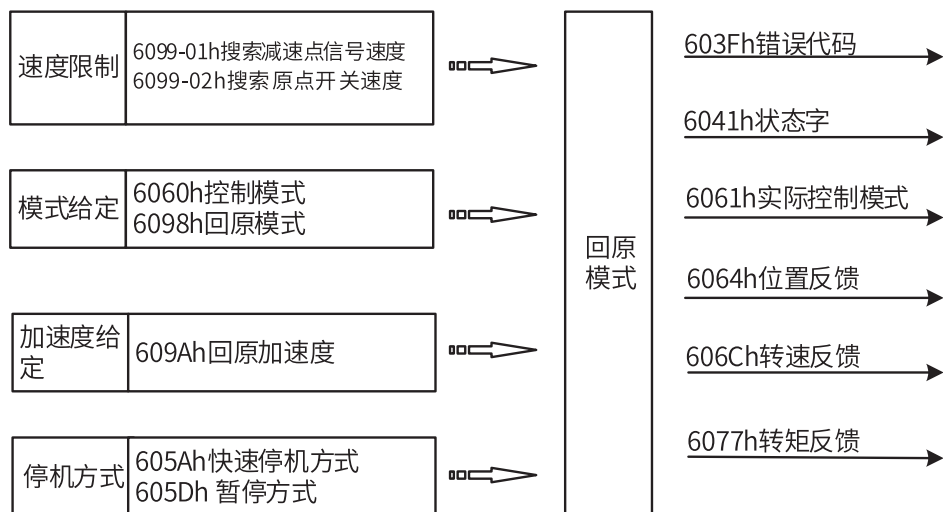 速度限制
6099-01h搜索减速点信号速度
6099-02h搜索原点开关速度
模式给定
6060h控制模式
6098h回原模式
加速度给
定
609Ah回原加速度
停机方式
605Ah快速停机方式
605Dh 暂停方式
回原
模式
603Fh错误代码
6041h状态字
6061h实际控制模式
6064h位置反馈
606Ch转速反馈
6077h转矩反馈